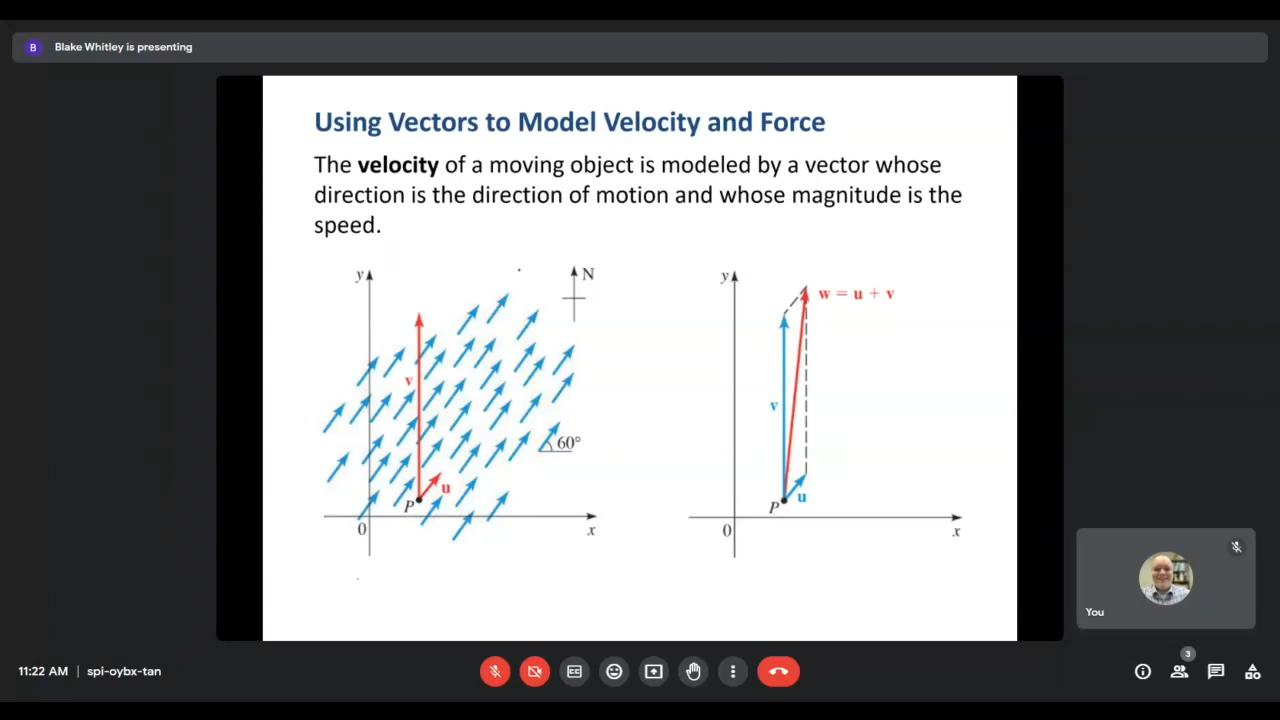 B Blake Whitley is presenting
Using Vectors to Model Velocity and Force
The velocity of a moving object is modeled by a vector whose
direction is the direction of motion and whose magnitude is the
speed.
y N
v
60°
u
P
0 x
y w = u + v
v
u
P
0 x
You
11:22 AM | spi-oybx-tan
CC
3